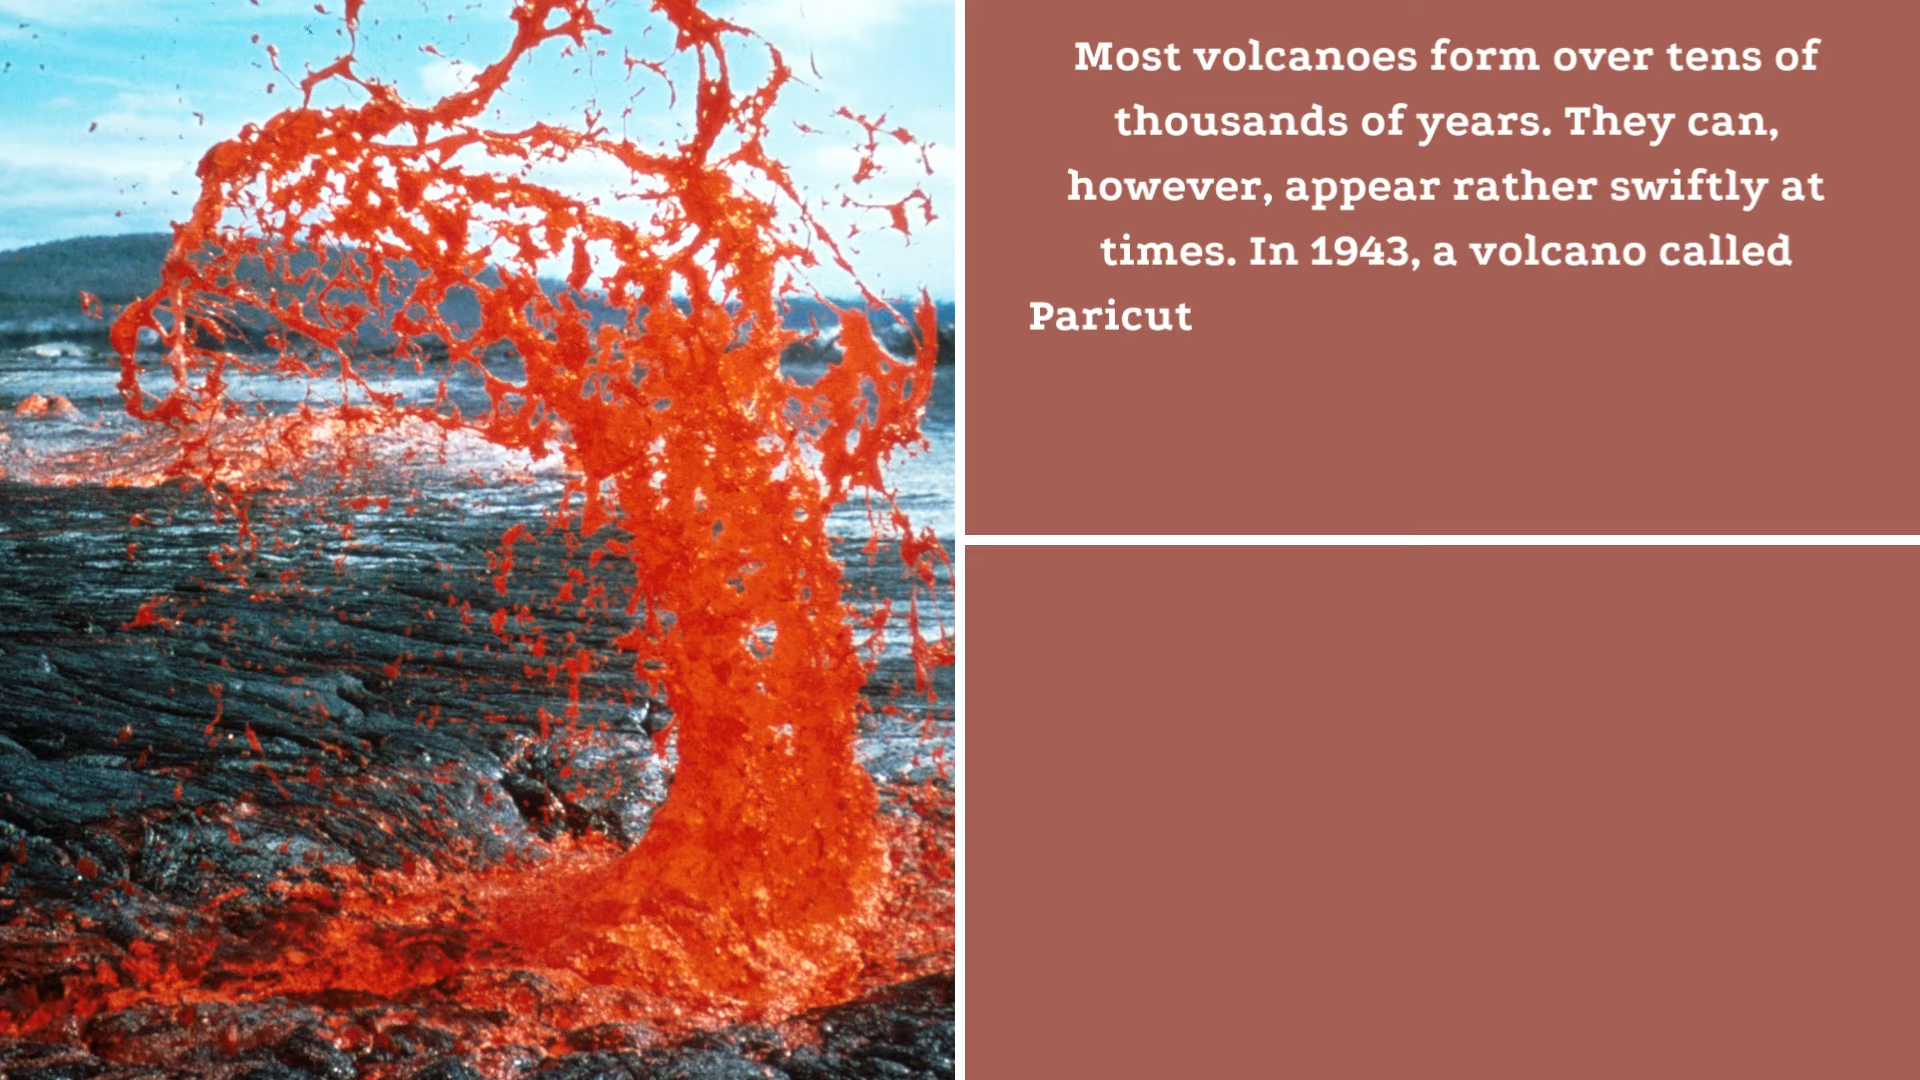 Most volcanoes form over tens of
thousands of years. They can,
however, appear rather swiftly at
times. In 1943, a volcano called
Paricut